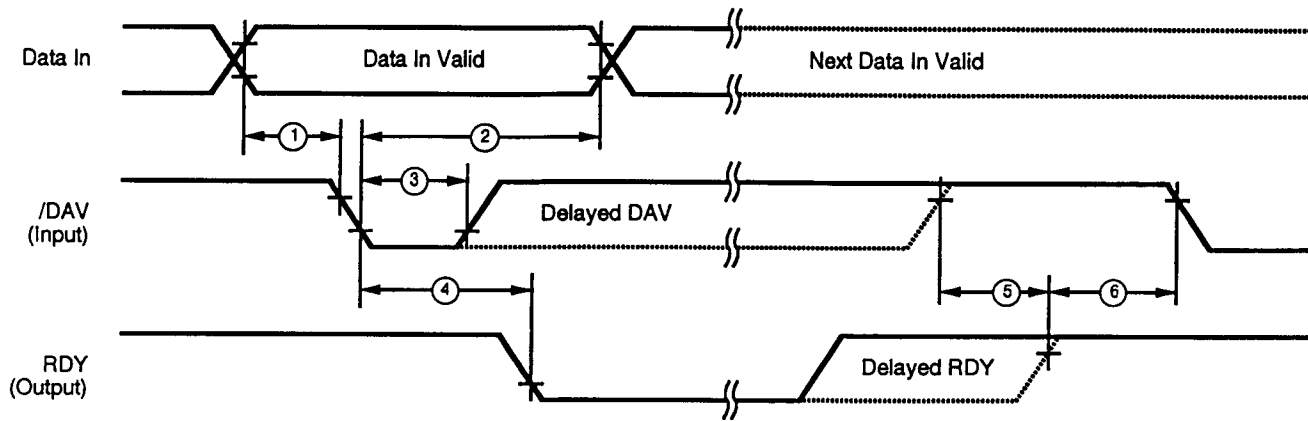 Data In
Data In Valid
Next Data In Valid
1
2
3
/DAV
(Input)
Delayed DAV
4
5
6
RDY
(Output)
Delayed RDY